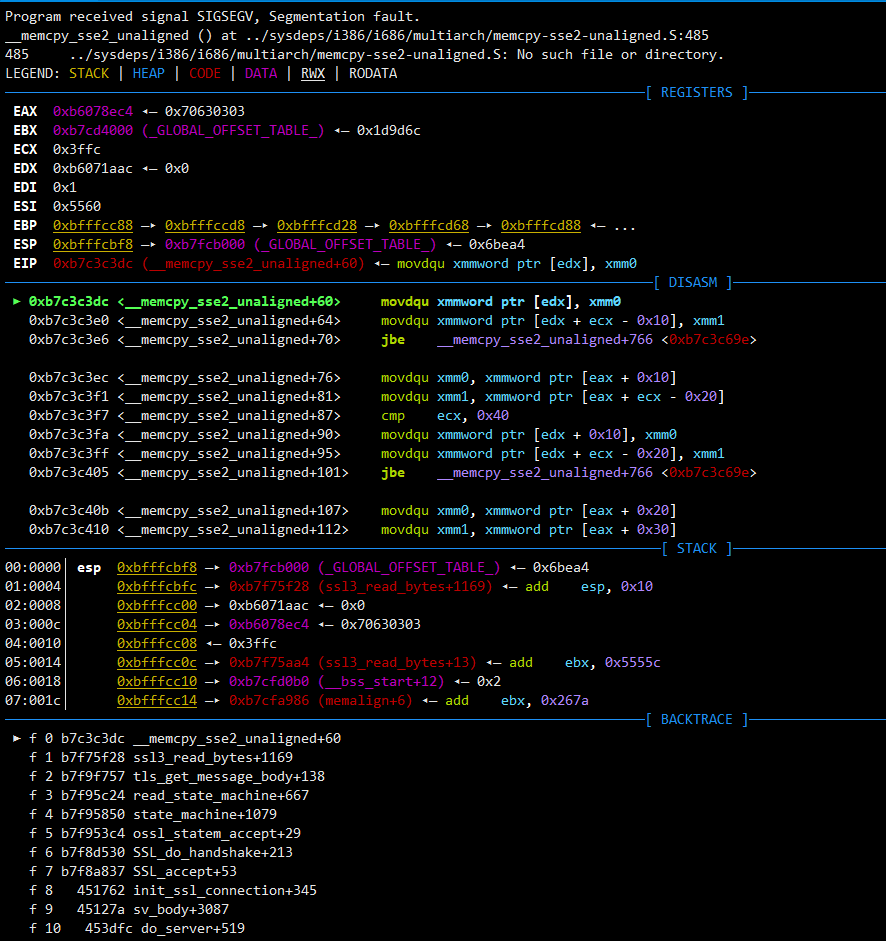 Program received signal SIGSEGV, Segmentation fault.
__memcpy_sse2_unaligned () at ../sysdeps/i386/i686/multiarch/memcpy-sse2-unaligned.S:485
485     ../sysdeps/i386/i686/multiarch/memcpy-sse2-unaligned.S: No such file or directory.
LEGEND: STACK | HEAP | CODE | DATA | RWX | RODATA
[ REGISTERS ]
EAX  0xb6078ec4 ◂— 0x70630303
EBX  0xb7cd4000 (_GLOBAL_OFFSET_TABLE_) ◂— 0x1d9d6c
ECX  0x3ffc
EDX  0xb6071aac ◂— 0x0
EDI  0x1
ESI  0x5560
EBP  0xbfffcc88 —▸ 0xbfffccd8 —▸ 0xbfffcd28 —▸ 0xbfffcd68 —▸ 0xbfffcd88 ◂— ...
ESP  0xbfffcbf8 —▸ 0xb7fcb000 (_GLOBAL_OFFSET_TABLE_) ◂— 0x6bea4
EIP  0xb7c3c3dc (__memcpy_sse2_unaligned+60) ◂— movdqu xmmword ptr [edx], xmm0
[ DISASM ]
► 0xb7c3c3dc <__memcpy_sse2_unaligned+60>     movdqu xmmword ptr [edx], xmm0
0xb7c3c3e0 <__memcpy_sse2_unaligned+64>     movdqu xmmword ptr [edx + ecx - 0x10], xmm1
0xb7c3c3e6 <__memcpy_sse2_unaligned+70>     jbe    __memcpy_sse2_unaligned+766 <0xb7c3c69e>
0xb7c3c3ec <__memcpy_sse2_unaligned+76>     movdqu xmm0, xmmword ptr [eax + 0x10]
0xb7c3c3f1 <__memcpy_sse2_unaligned+81>     movdqu xmm1, xmmword ptr [eax + ecx - 0x20]
0xb7c3c3f7 <__memcpy_sse2_unaligned+87>     cmp    ecx, 0x40
0xb7c3c3fa <__memcpy_sse2_unaligned+90>     movdqu xmmword ptr [edx + 0x10], xmm0
0xb7c3c3ff <__memcpy_sse2_unaligned+95>     movdqu xmmword ptr [edx + ecx - 0x20], xmm1
0xb7c3c405 <__memcpy_sse2_unaligned+101>    jbe    __memcpy_sse2_unaligned+766 <0xb7c3c69e>
0xb7c3c40b <__memcpy_sse2_unaligned+107>    movdqu xmm0, xmmword ptr [eax + 0x20]
0xb7c3c410 <__memcpy_sse2_unaligned+112>    movdqu xmm1, xmmword ptr [eax + 0x30]
[ STACK ]
00:0000│ esp  0xbfffcbf8 —▸ 0xb7fcb000 (_GLOBAL_OFFSET_TABLE_) ◂— 0x6bea4
01:0004│      0xbfffcbfc —▸ 0xb7f75f28 (ssl3_read_bytes+1169) ◂— add    esp, 0x10
02:0008│      0xbfffcc00 —▸ 0xb6071aac ◂— 0x0
03:000c│      0xbfffcc04 —▸ 0xb6078ec4 ◂— 0x70630303
04:0010│      0xbfffcc08 ◂— 0x3ffc
05:0014│      0xbfffcc0c —▸ 0xb7f75aa4 (ssl3_read_bytes+13) ◂— add    ebx, 0x5555c
06:0018│      0xbfffcc10 —▸ 0xb7cfd0b0 (__bss_start+12) ◂— 0x2
07:001c│      0xbfffcc14 —▸ 0xb7cfa986 (memalign+6) ◂— add    ebx, 0x267a
[ BACKTRACE ]
► f 0 b7c3c3dc __memcpy_sse2_unaligned+60
f 1 b7f75f28 ssl3_read_bytes+1169
f 2 b7f9f757 tls_get_message_body+138
f 3 b7f95c24 read_state_machine+667
f 4 b7f95850 state_machine+1079
f 5 b7f953c4 ossl_statem_accept+29
f 6 b7f8d530 SSL_do_handshake+213
f 7 b7f8a837 SSL_accept+53
f 8   451762 init_ssl_connection+345
f 9   45127a sv_body+3087
f 10   453dfc do_server+519